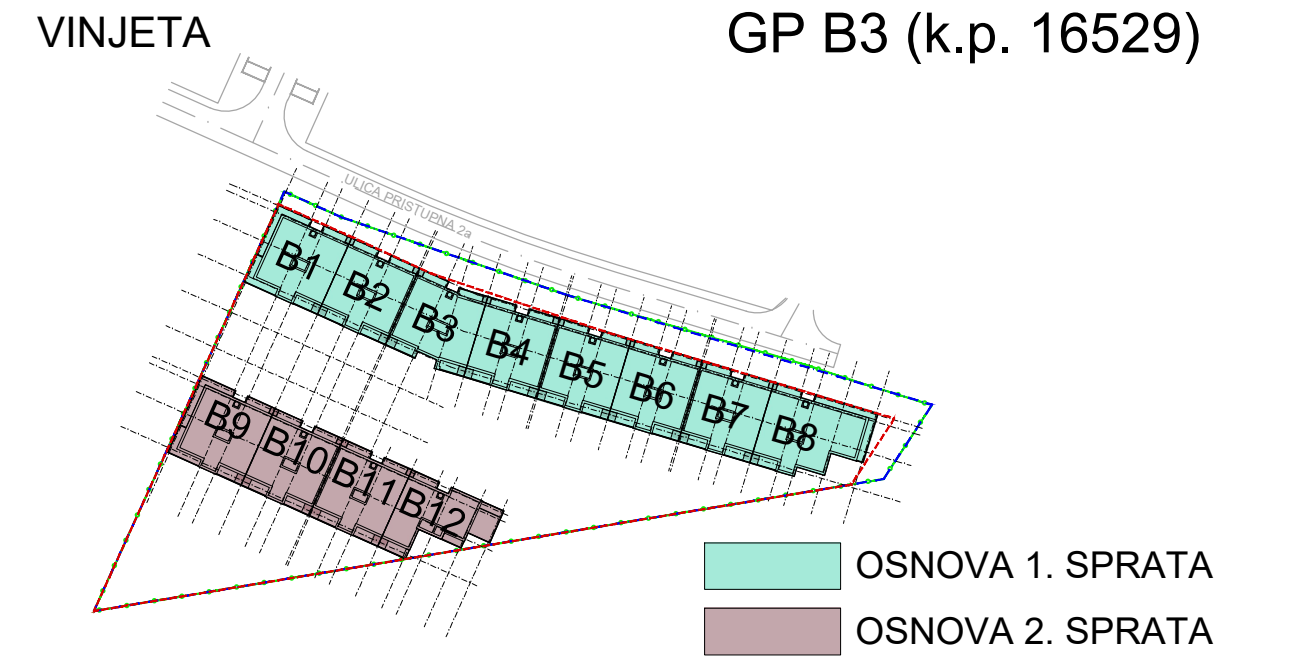 VINJETA
GP B3 (k.p. 16529)
ULICA PRISTUPNA 2a
B1
B2
B3
B4
B5
B6
B7
B8
B9
B10
B11
B12
OSNOVA 1. SPRATA
OSNOVA 2. SPRATA